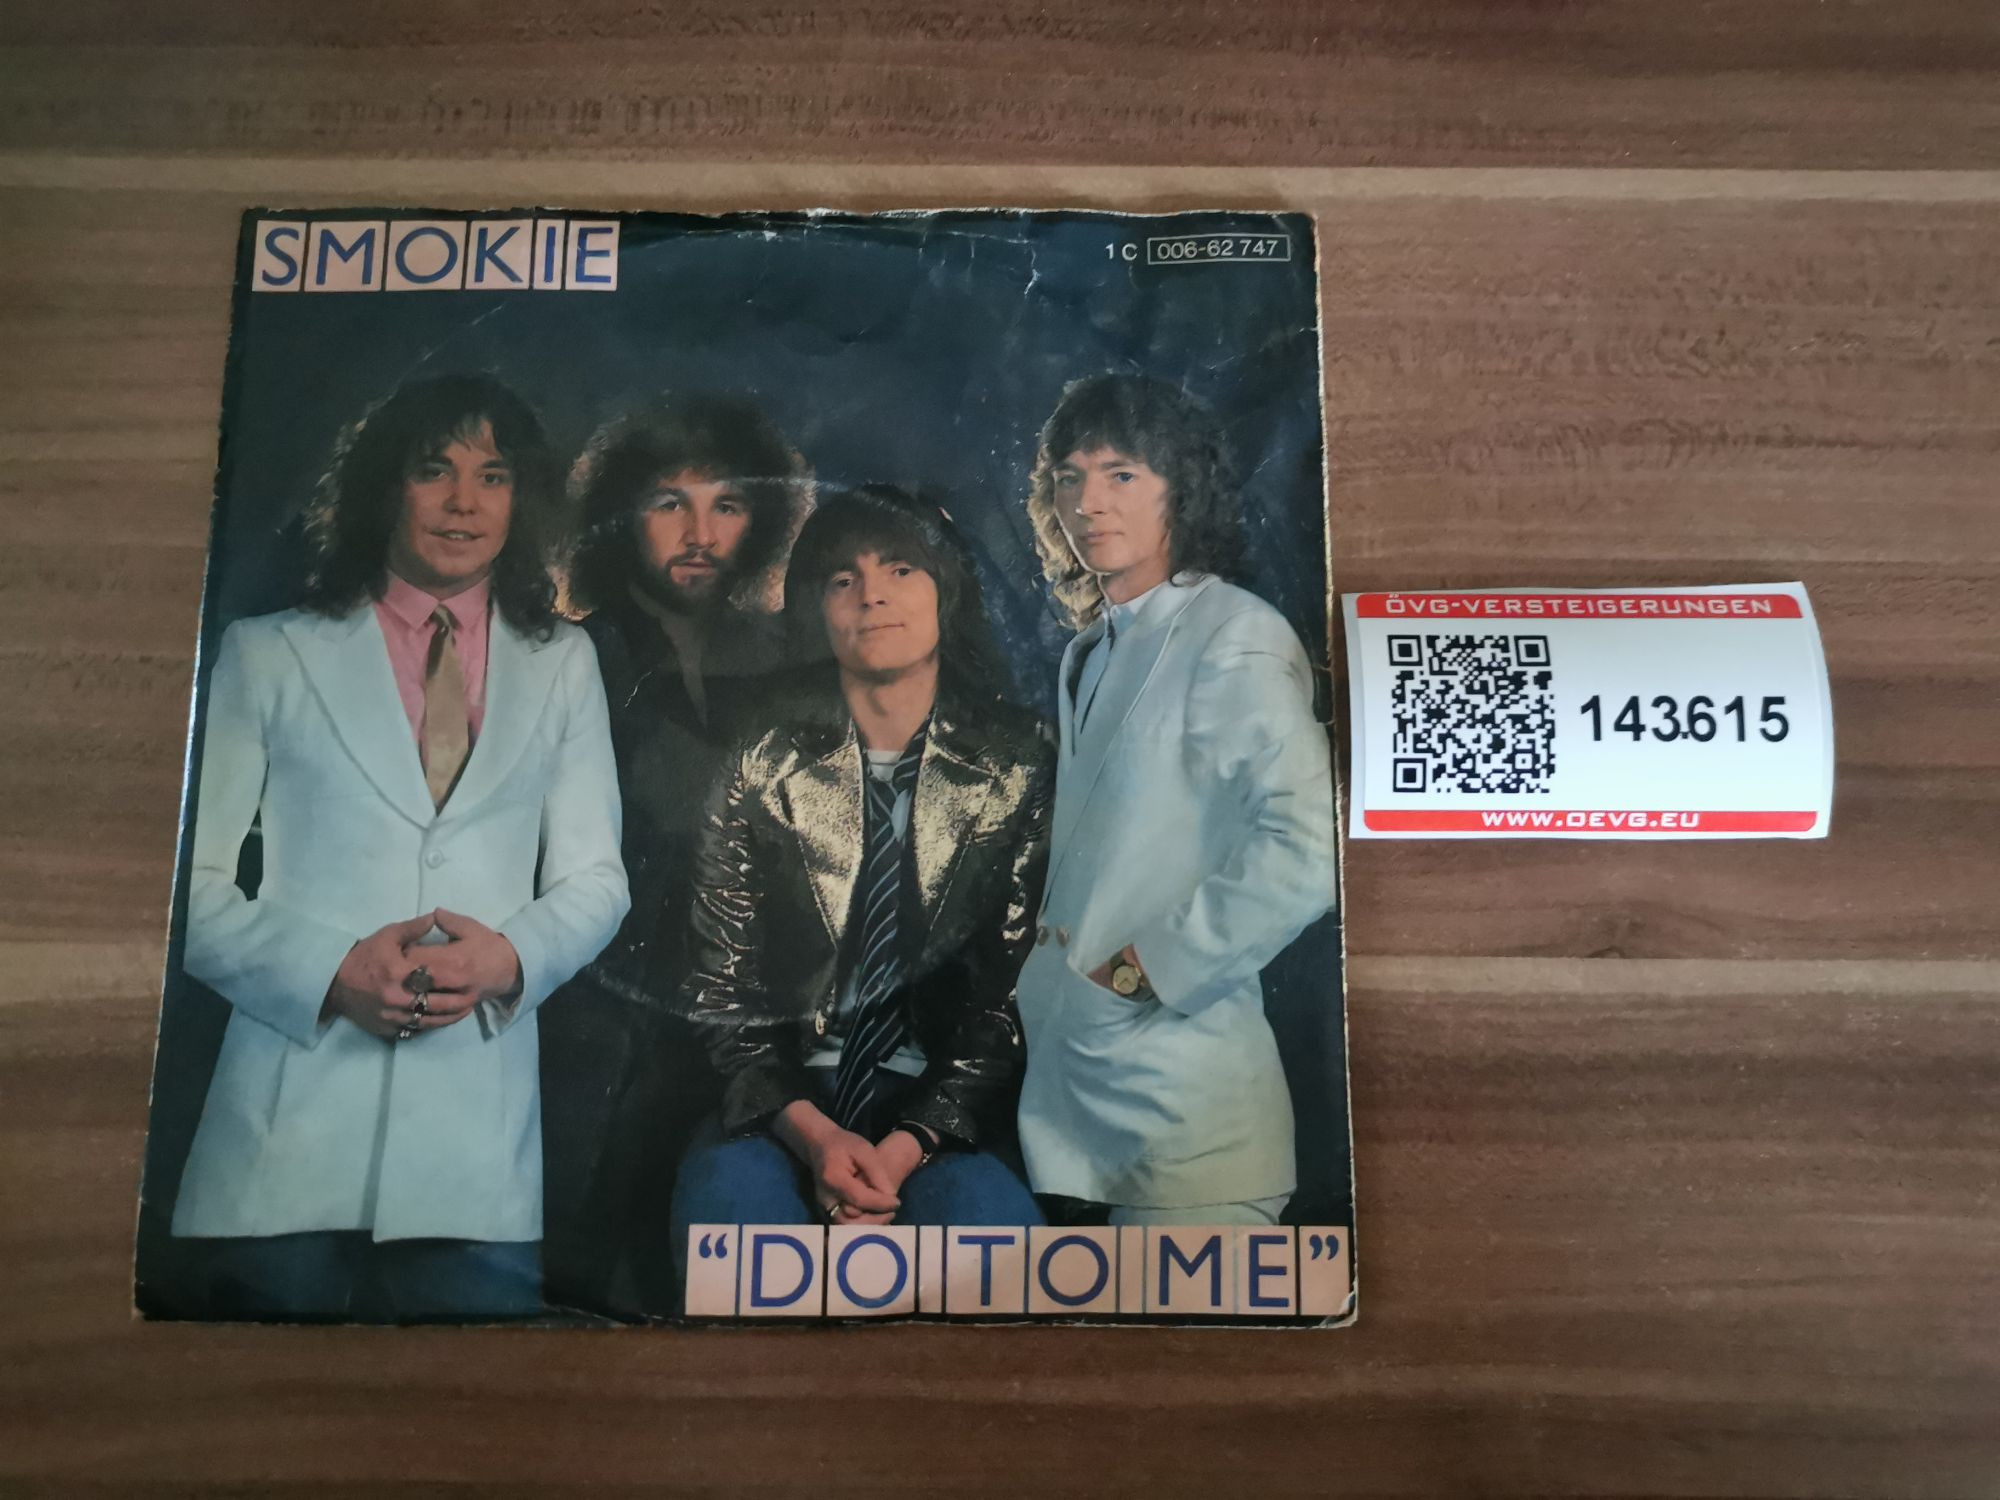 SMOKIE
1 C 006-62 747
ÖVG-VERSTEIGERUNGEN
143.615
WWW.OEVG.EU
"DO TO ME"